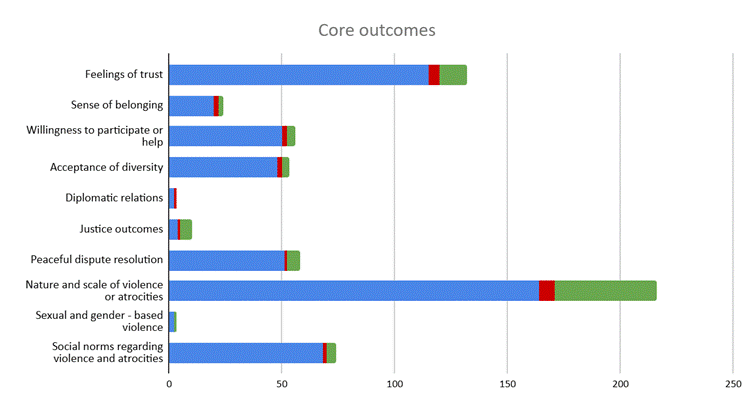 Core outcomes
Feelings of trust
Sense of belonging
Willingness to participate or
help
Acceptance of diversity
Diplomatic relations
Justice outcomes
Peaceful dispute resolution
Nature and scale of violence
or atrocities
Sexual and gender - based
violence
Social norms regarding
violence and atrocities
0 50 100 150 200 250